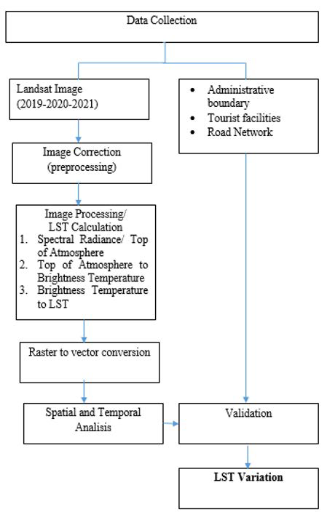 Data Collection
Landsat Image
(2019-2020-2021)
• Administrative
boundary
• Tourist facilities
• Road Network
Image Correction
(preprocessing)
Image Processing/
LST Calculation
1. Spectral Radiance/ Top
of Atmosphere
2. Top of Atmosphere to
Brightness Temperature
3. Brightness Temperature
to LST
Raster to vector conversion
Spatial and Temporal
Analisis
Validation
LST Variation